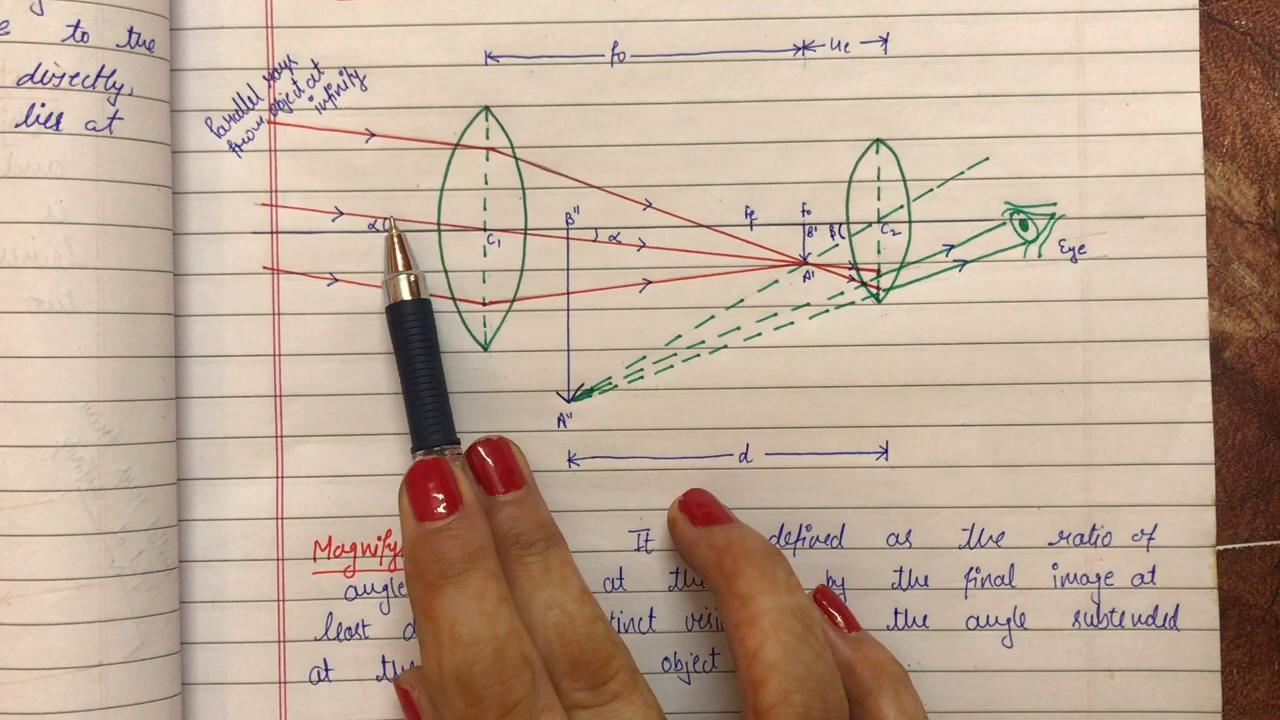 e to the
directly,
lies at
Parallel rays
from object at
infinity
fo
ue
α
C1
B"
α
Fe
Fo
B'
β
C2
A'
Eye
A"
d
Magnify It defined as the ratio of
angle at the by the final image at
least the angle subtended
at object